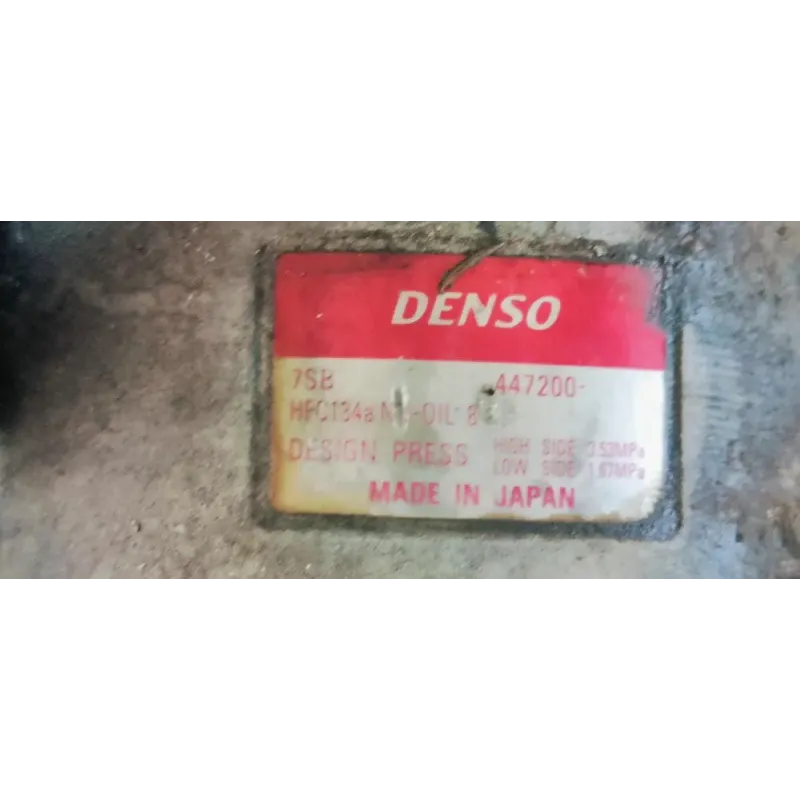 DENSO
7SB 447200-
HFC134a -OIL 8
DESIGN PRESS HIGH SIDE 3.53MPa
LOW SIDE 1.67MPa
MADE IN JAPAN